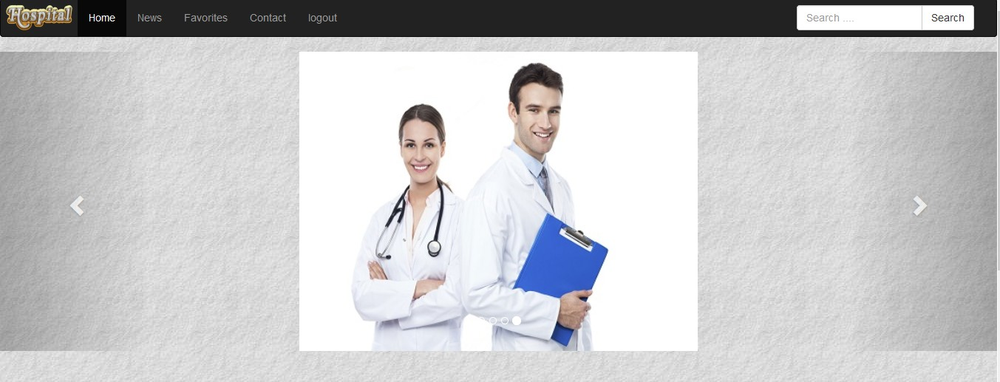 Hospital Home News Favorites Contact logout Search .... Search